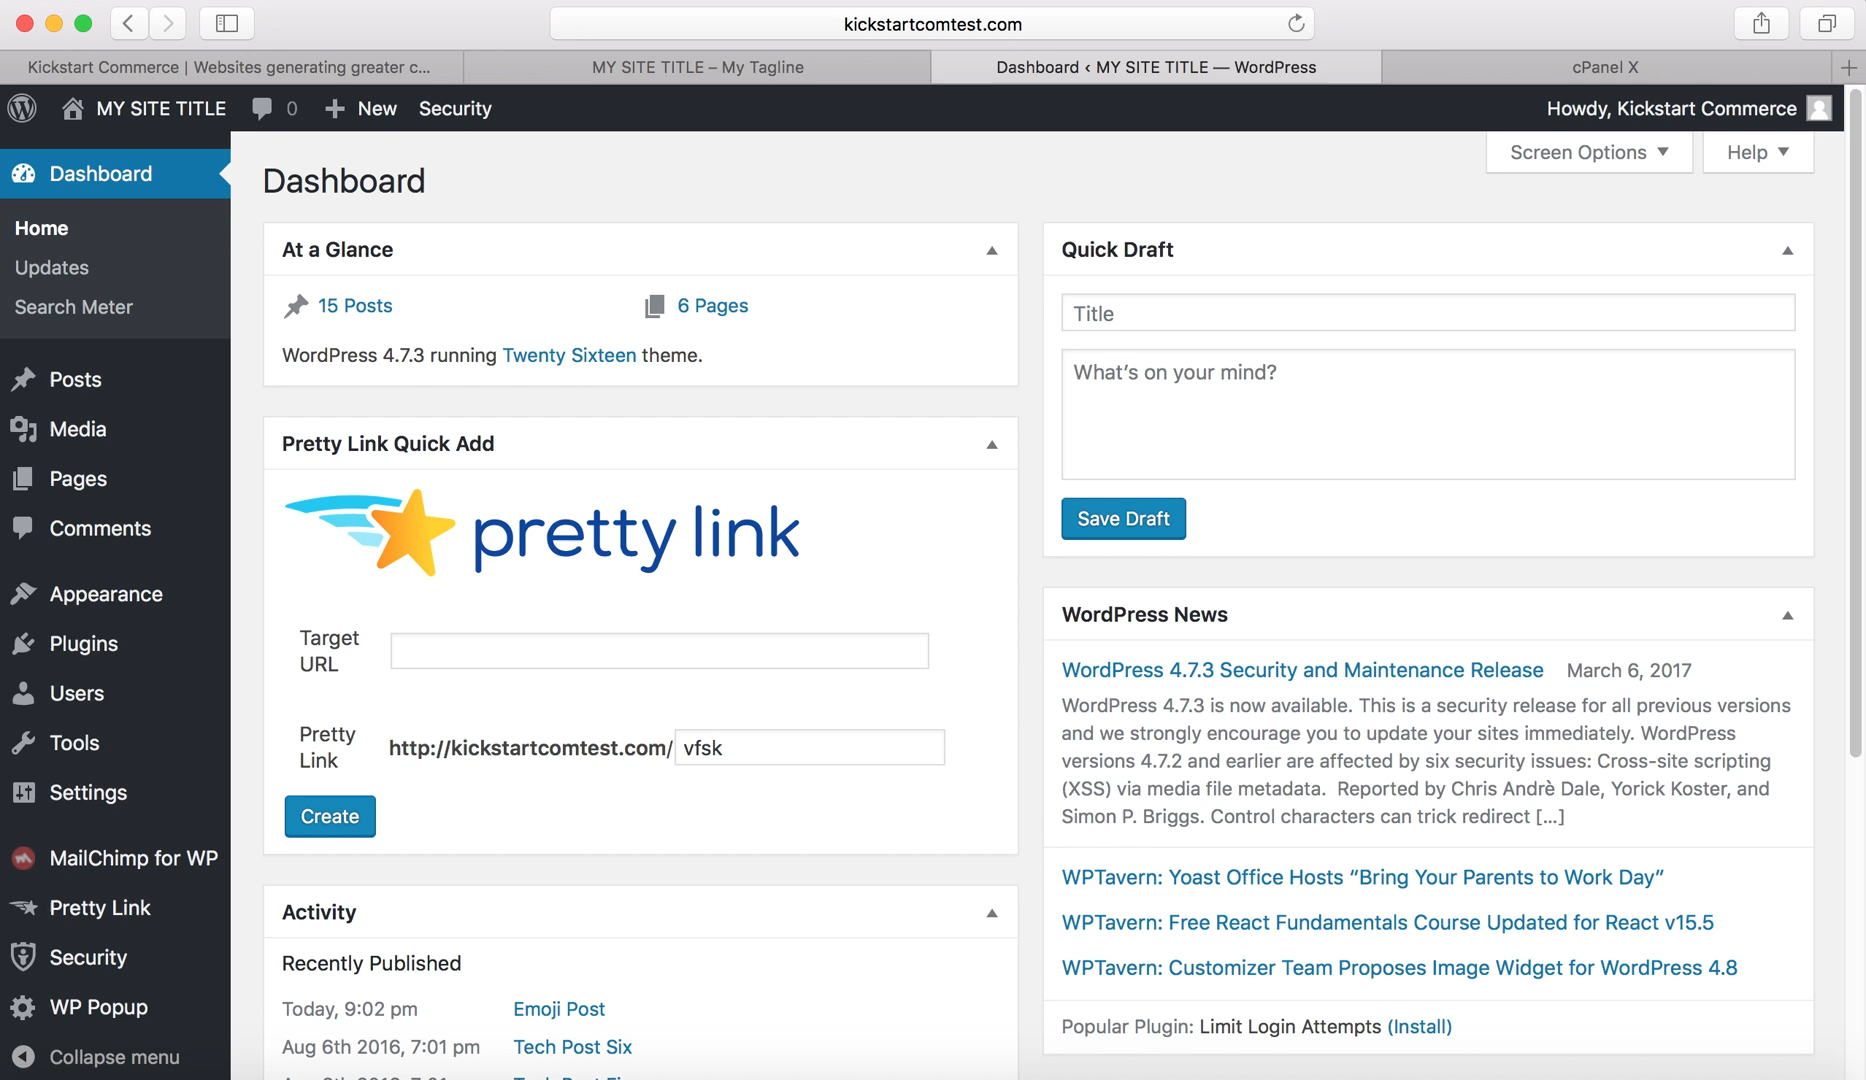 kickstartcomtest.com
Kickstart Commerce | Websites generating greater c...
MY SITE TITLE – My Tagline
Dashboard ‹ MY SITE TITLE — WordPress
cPanel X
MY SITE TITLE
0
New
Security
Howdy, Kickstart Commerce
Screen Options
Help
Dashboard
Home
Updates
Search Meter
Posts
Media
Pages
Comments
Appearance
Plugins
Users
Tools
Settings
MailChimp for WP
Pretty Link
Security
WP Popup
Collapse menu
Dashboard
At a Glance
15 Posts
6 Pages
WordPress 4.7.3 running Twenty Sixteen theme.
Pretty Link Quick Add
pretty link
Target
URL
Pretty
Link
http://kickstartcomtest.com/
vfsk
Create
Activity
Recently Published
Today, 9:02 pm
Emoji Post
Aug 6th 2016, 7:01 pm
Tech Post Six
Quick Draft
Title
What’s on your mind?
Save Draft
WordPress News
WordPress 4.7.3 Security and Maintenance Release
March 6, 2017
WordPress 4.7.3 is now available. This is a security release for all previous versions
and we strongly encourage you to update your sites immediately. WordPress
versions 4.7.2 and earlier are affected by six security issues: Cross-site scripting
(XSS) via media file metadata.  Reported by Chris Andrè Dale, Yorick Koster, and
Simon P. Briggs. Control characters can trick redirect [...]
WPTavern: Yoast Office Hosts “Bring Your Parents to Work Day”
WPTavern: Free React Fundamentals Course Updated for React v15.5
WPTavern: Customizer Team Proposes Image Widget for WordPress 4.8
Popular Plugin: Limit Login Attempts (Install)